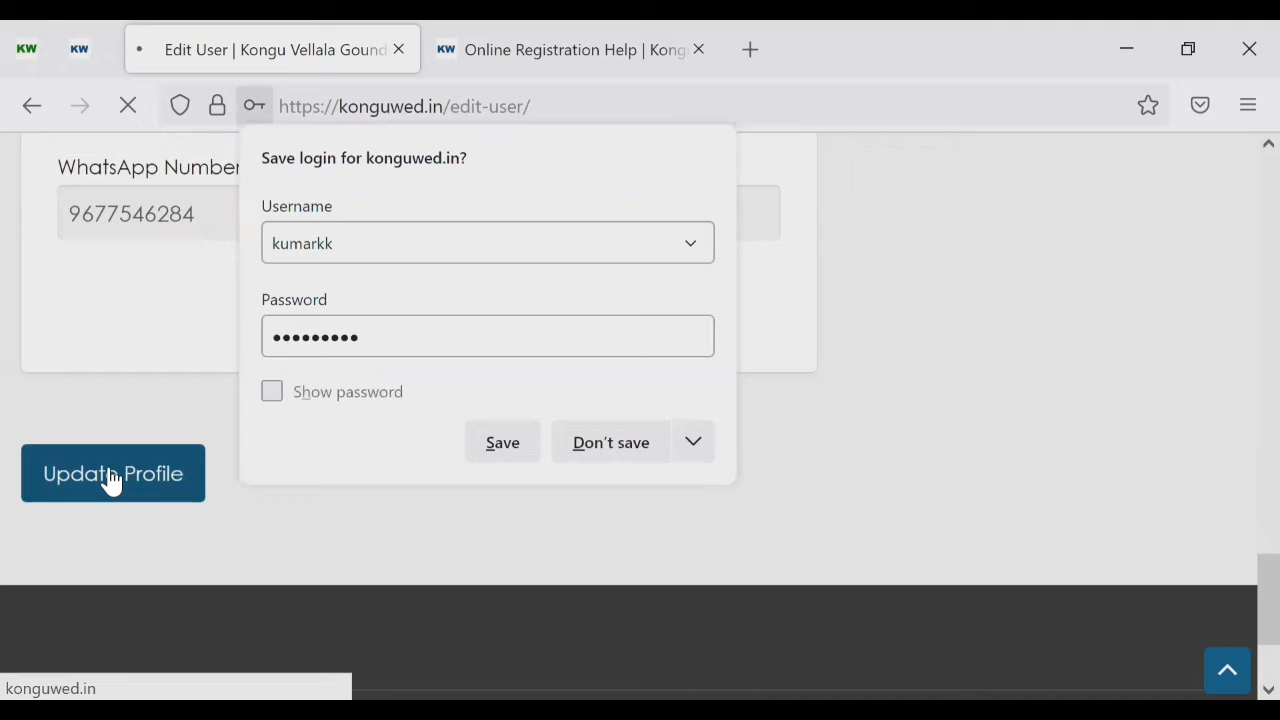 KW
KW
Edit User | Kongu Vellala Gound
KW Online Registration Help | Kongu
https://konguwed.in/edit-user/
WhatsApp Number
9677546284
Save login for konguwed.in?
Username
kumarkk
Password
•••••••••
Show password
Save
Don't save
Update Profile
konguwed.in